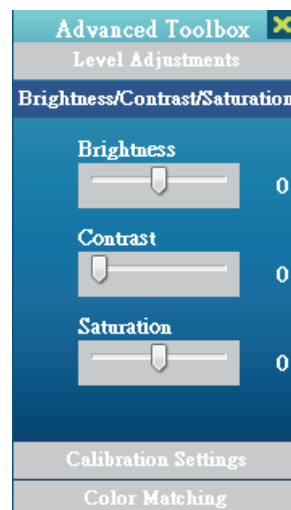 Advanced Toolbox
Level Adjustments
Brightness/Contrast/Saturation
Brightness
0
Contrast
0
Saturation
0
Calibration Settings
Color Matching